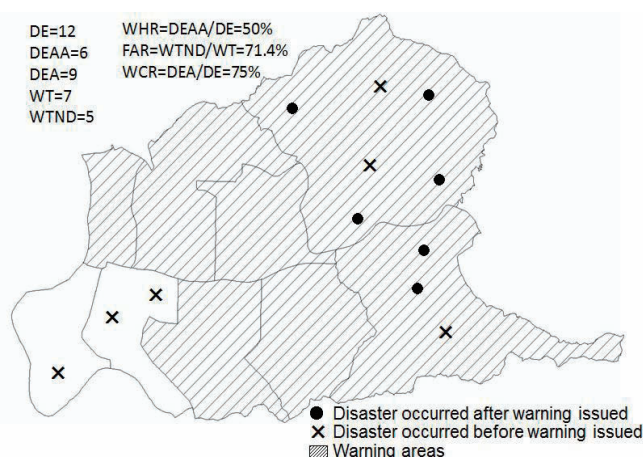 DE=12
DEAA=6
DEA=9
WT=7
WTND=5
WHR=DEAA/DE=50%
FAR=WTND/WT=71.4%
WCR=DEA/DE=75%
Disaster occurred after warning issued
Disaster occurred before warning issued
Warning areas